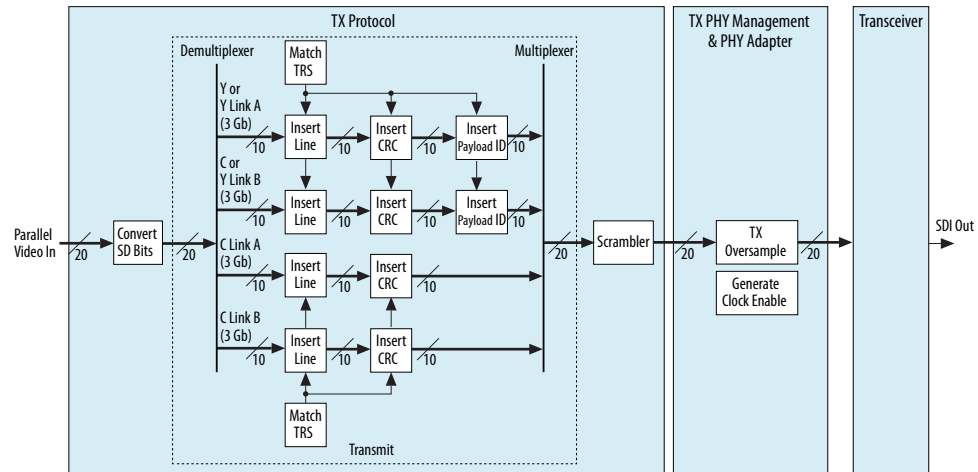 TX Protocol
TX PHY Management
& PHY Adapter
Transceiver
Demultiplexer
Multiplexer
Match
TRS
Y or
Y Link A
(3 Gb)
10
Insert
Line
10
Insert
CRC
10
Insert
Payload ID
10
C or
Y Link B
(3 Gb)
10
Insert
Line
10
Insert
CRC
10
Insert
Payload ID
10
Parallel
Video In
20
Convert
SD Bits
20
C Link A
(3 Gb)
10
Insert
Line
10
Insert
CRC
10
C Link B
(3 Gb)
10
Insert
Line
10
Insert
CRC
10
Match
TRS
Transmit
20
Scrambler
20
TX
Oversample
20
Generate
Clock Enable
SDI Out